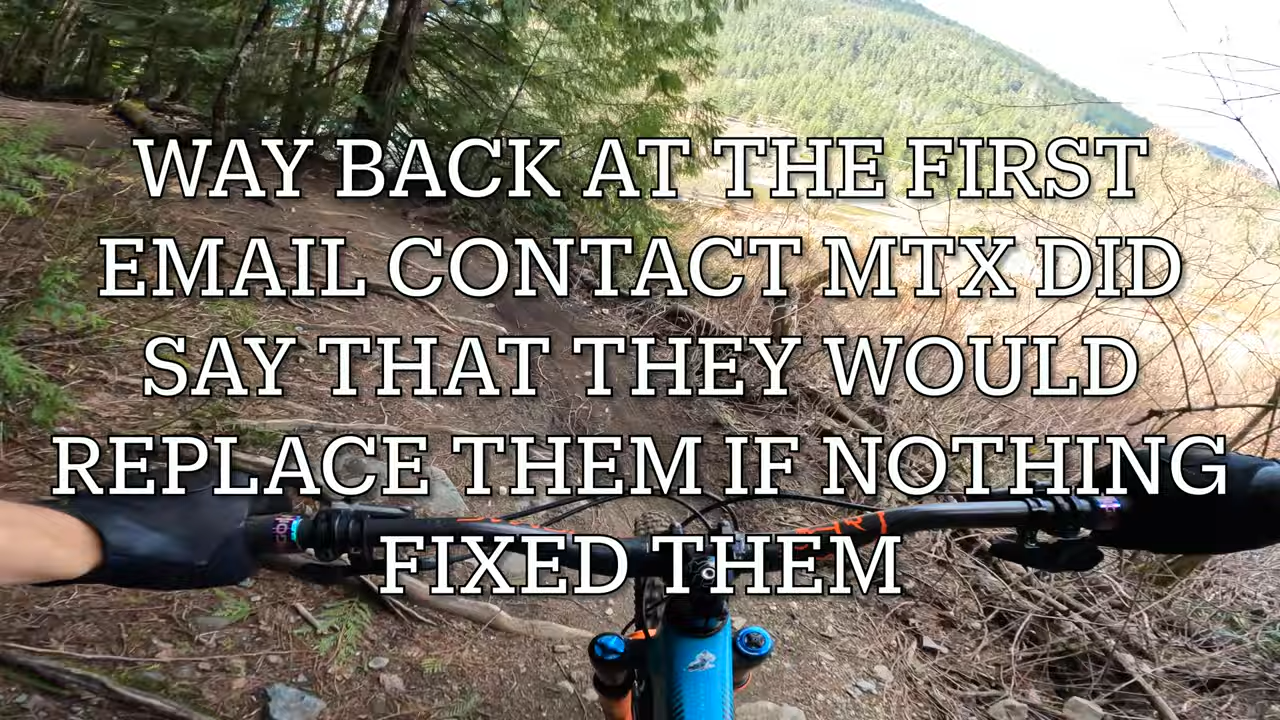 WAY BACK AT THE FIRST
EMAIL CONTACT MTX DID
SAY THAT THEY WOULD
REPLACE THEM IF NOTHING
FIXED THEM